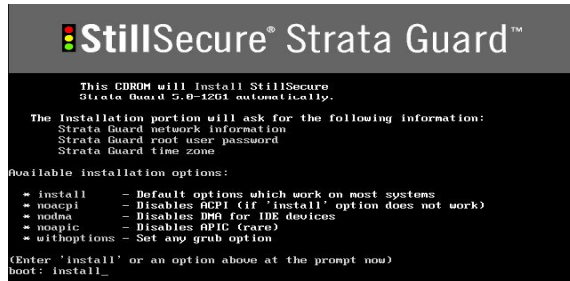 StillSecure® Strata Guard™
This CDROM will Install StillSecure
Strata Guard 5.0-12G1 automatically.
The Installation portion will ask for the following information:
Strata Guard network information
Strata Guard root user password
Strata Guard time zone
Available installation options:
* install - Default options which work on most systems
* noacpi - Disables ACPI (if 'install' option does not work)
* nodma - Disables DMA for IDE devices
* noapic - Disables APIC (rare)
* withoptions - Set any grub option
(Enter 'install' or an option above at the prompt now)
boot: install_